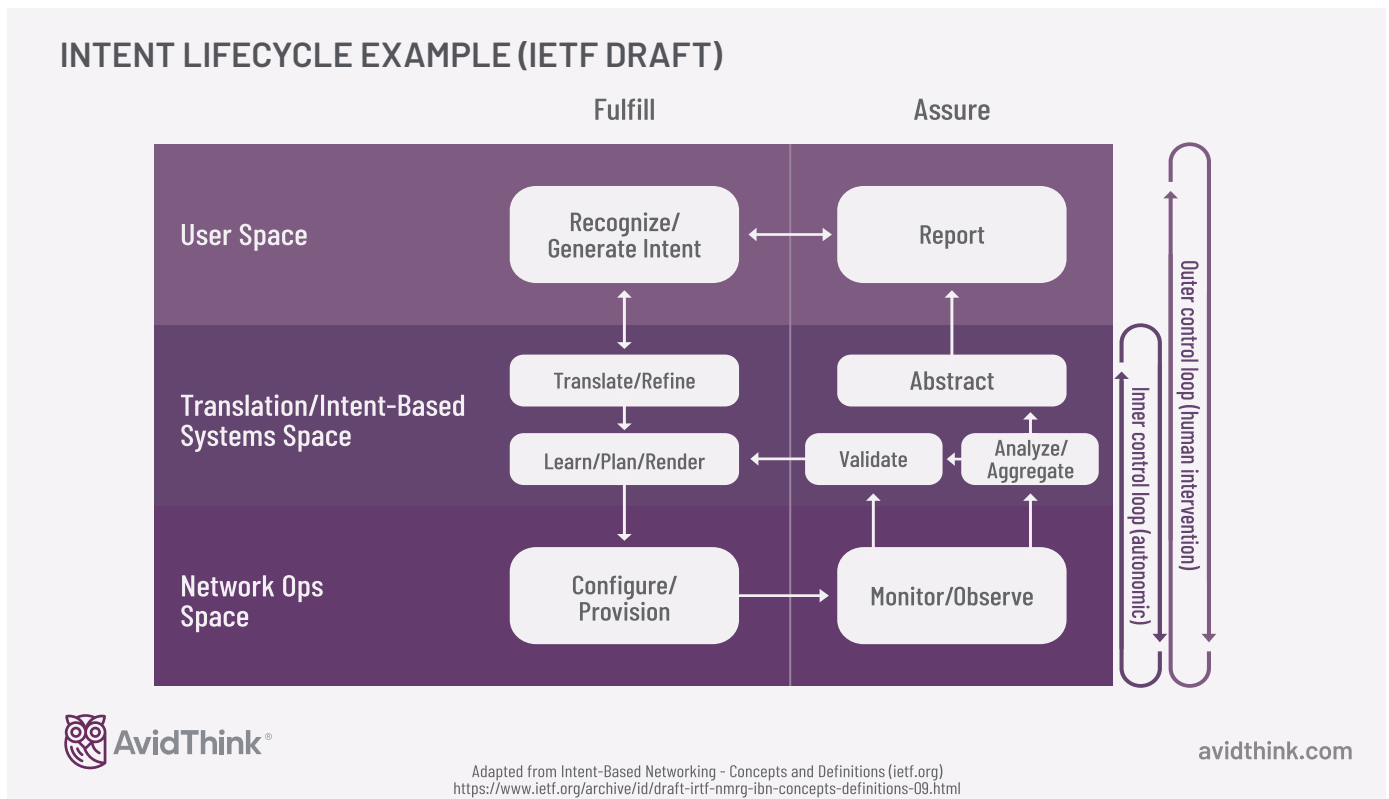 INTENT LIFECYCLE EXAMPLE (IETF DRAFT)
Fulfill
Assure
User Space
Recognize/
Generate Intent
Report
Translation/Intent-Based
Systems Space
Translate/Refine
Abstract
Learn/Plan/Render
Validate
Analyze/
Aggregate
Network Ops
Space
Configure/
Provision
Monitor/Observe
Inner control loop (autonomic)
Outer control loop (human intervention)
AvidThink®
avidthink.com
Adapted from Intent-Based Networking - Concepts and Definitions (ietf.org)
https://www.ietf.org/archive/id/draft-irtf-nmrg-ibn-concepts-definitions-09.html